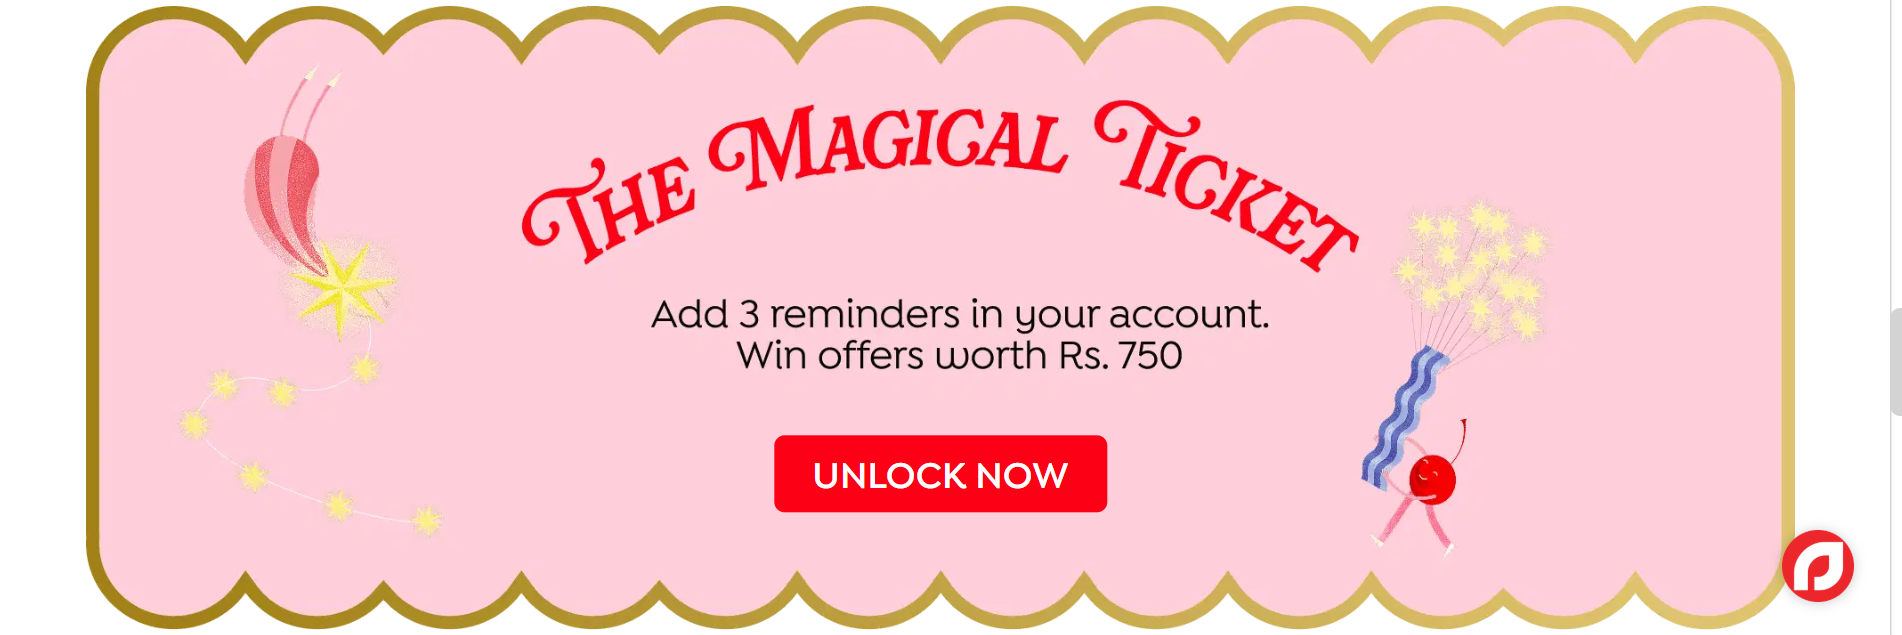 THE MAGICAL TICKET
Add 3 reminders in your account.
Win offers worth Rs. 750
UNLOCK NOW